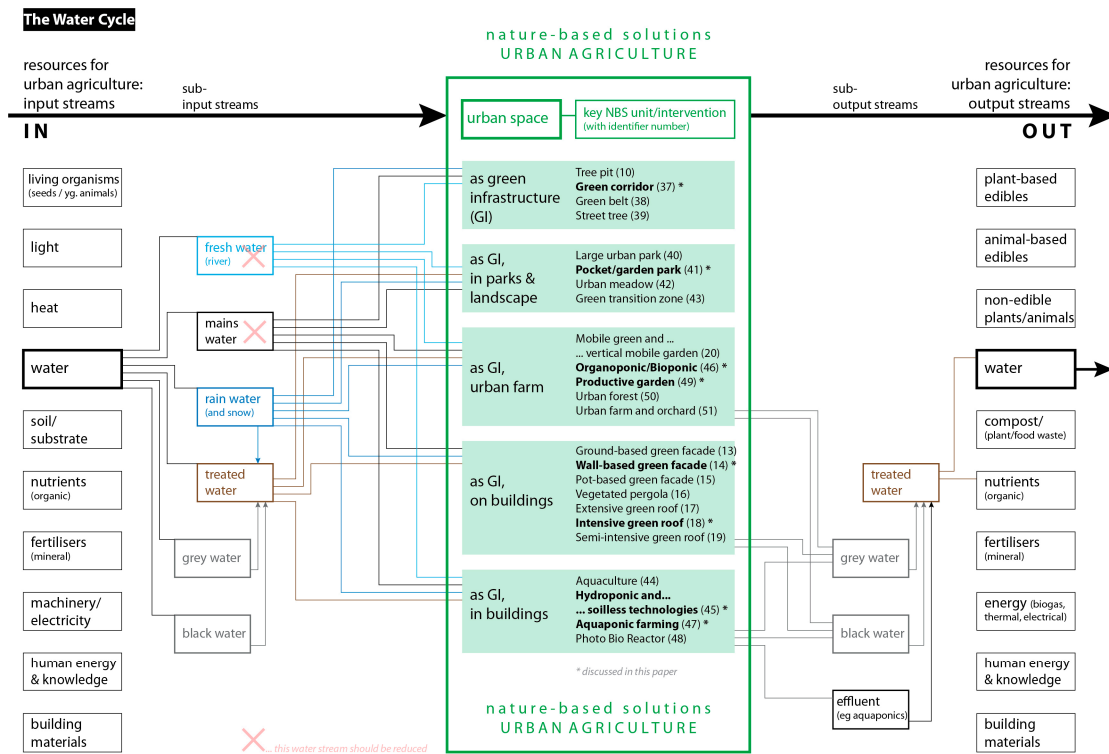 The Water Cycle
nature-based solutions
URBAN AGRICULTURE
resources for
urban agriculture:
input streams
sub-
input streams
IN
urban space
key NBS unit/intervention
(with identifier number)
sub-
output streams
resources for
urban agriculture:
output streams
OUT
living organisms
(seeds / yg. animals)
light
heat
water
soil/
substrate
nutrients
(organic)
fertilisers
(mineral)
machinery/
electricity
human energy
& knowledge
building
materials
fresh water
(river)
mains
water
rain water
(and snow)
treated
water
grey water
black water
as green
infrastructure
(GI)
Tree pit (10)
Green corridor (37) *
Green belt (38)
Street tree (39)
as GI,
in parks &
landscape
Large urban park (40)
Pocket/garden park (41) *
Urban meadow (42)
Green transition zone (43)
as GI,
urban farm
Mobile green and ...
... vertical mobile garden (20)
Organoponic/Bioponic (46) *
Productive garden (49) *
Urban forest (50)
Urban farm and orchard (51)
as GI,
on buildings
Ground-based green facade (13)
Wall-based green facade (14) *
Pot-based green facade (15)
Vegetated pergola (16)
Extensive green roof (17)
Intensive green roof (18) *
Semi-intensive green roof (19)
as GI,
in buildings
Aquaculture (44)
Hydroponic and...
... soilless technologies (45) *
Aquaponic farming (47) *
Photo Bio Reactor (48)
* discussed in this paper
nature-based solutions
URBAN AGRICULTURE
treated
water
grey water
black water
effluent
(eg aquaponics)
plant-based
edibles
animal-based
edibles
non-edible
plants/animals
water
compost/
(plant/food waste)
nutrients
(organic)
fertilisers
(mineral)
energy (biogas,
thermal, electrical)
human energy
& knowledge
building
materials
... this water stream should be reduced